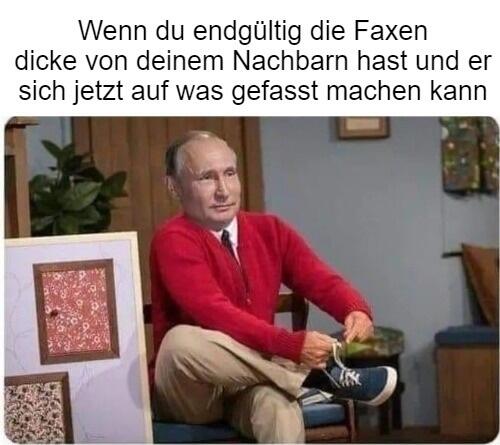 Wenn du endgültig die Faxen
dicke von deinem Nachbarn hast und er
sich jetzt auf was gefasst machen kann